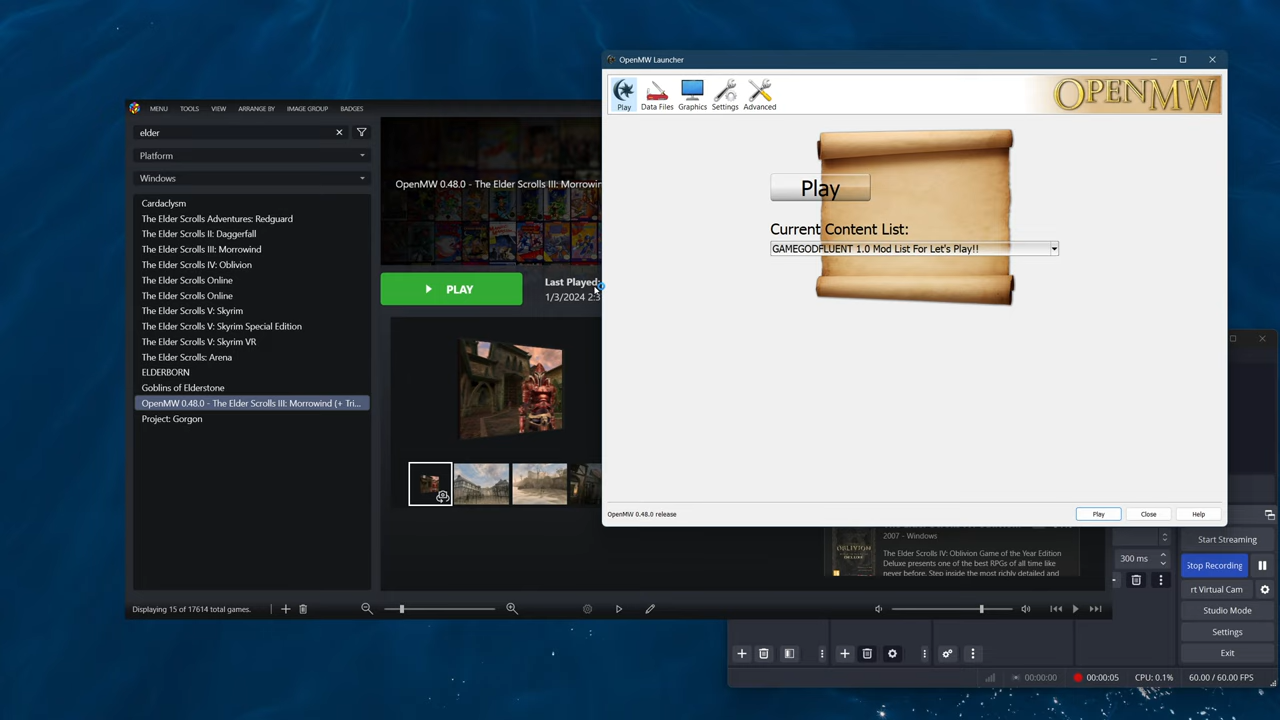 OpenMW Launcher
Play
Data Files
Graphics
Settings
Advanced
OPENMW
Play
Current Content List:
GAMEGODFLUENT 1.0 Mod List For Let's Play!!
OpenMW 0.48.0 release
Play
Close
Help
MENU
TOOLS
VIEW
ARRANGE BY
IMAGE GROUP
BADGES
elder
Platform
Windows
Cardaclysm
The Elder Scrolls Adventures: Redguard
The Elder Scrolls II: Daggerfall
The Elder Scrolls III: Morrowind
The Elder Scrolls IV: Oblivion
The Elder Scrolls Online
The Elder Scrolls Online
The Elder Scrolls V: Skyrim
The Elder Scrolls V: Skyrim Special Edition
The Elder Scrolls V: Skyrim VR
The Elder Scrolls: Arena
ELDERBORN
Goblins of Elderstone
OpenMW 0.48.0 - The Elder Scrolls III: Morrowind (+ Tri...
Project: Gorgon
Displaying 15 of 17614 total games.
OpenMW 0.48.0 - The Elder Scrolls III: Morrowin
PLAY
Last Played:
1/3/2024 2:3
OBLIVION
2007 - Windows
The Elder Scrolls IV: Oblivion Game of the Year Edition
Deluxe presents one of the best RPGs of all time like
never before. Step inside the most richly detailed and
300 ms
Start Streaming
Stop Recording
rt Virtual Cam
Studio Mode
Settings
Exit
00:00:00
00:00:05
CPU: 0.1%
60.00 / 60.00 FPS